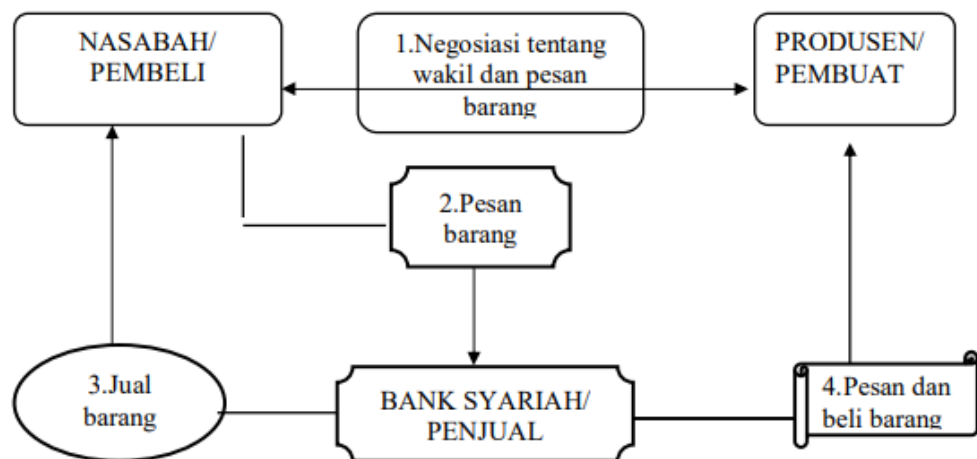 NASABAH/
PEMBELI
1.Negosiasi tentang
wakil dan pesan
barang
PRODUSEN/
PEMBUAT
2.Pesan
barang
3.Jual
barang
BANK SYARIAH/
PENJUAL
4.Pesan dan
beli barang